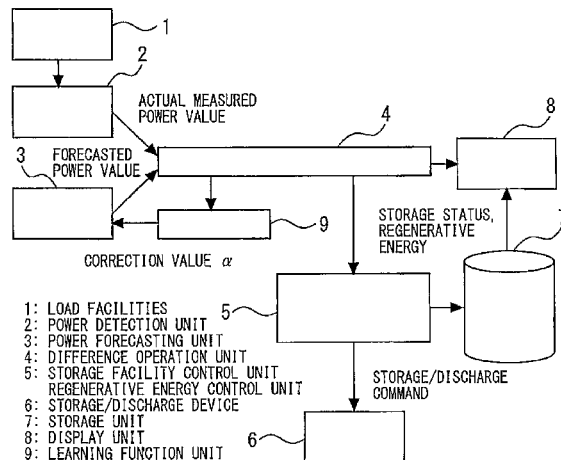 1
2
ACTUAL MEASURED
POWER VALUE
4
8
3
FORECASTED
POWER VALUE
9
STORAGE STATUS,
REGENERATIVE
ENERGY
7
CORRECTION VALUE α
5
1: LOAD FACILITIES
2: POWER DETECTION UNIT
3: POWER FORECASTING UNIT
4: DIFFERENCE OPERATION UNIT
5: STORAGE FACILITY CONTROL UNIT
REGENERATIVE ENERGY CONTROL UNIT
6: STORAGE/DISCHARGE DEVICE
7: STORAGE UNIT
8: DISPLAY UNIT
9: LEARNING FUNCTION UNIT
STORAGE/DISCHARGE
COMMAND
6